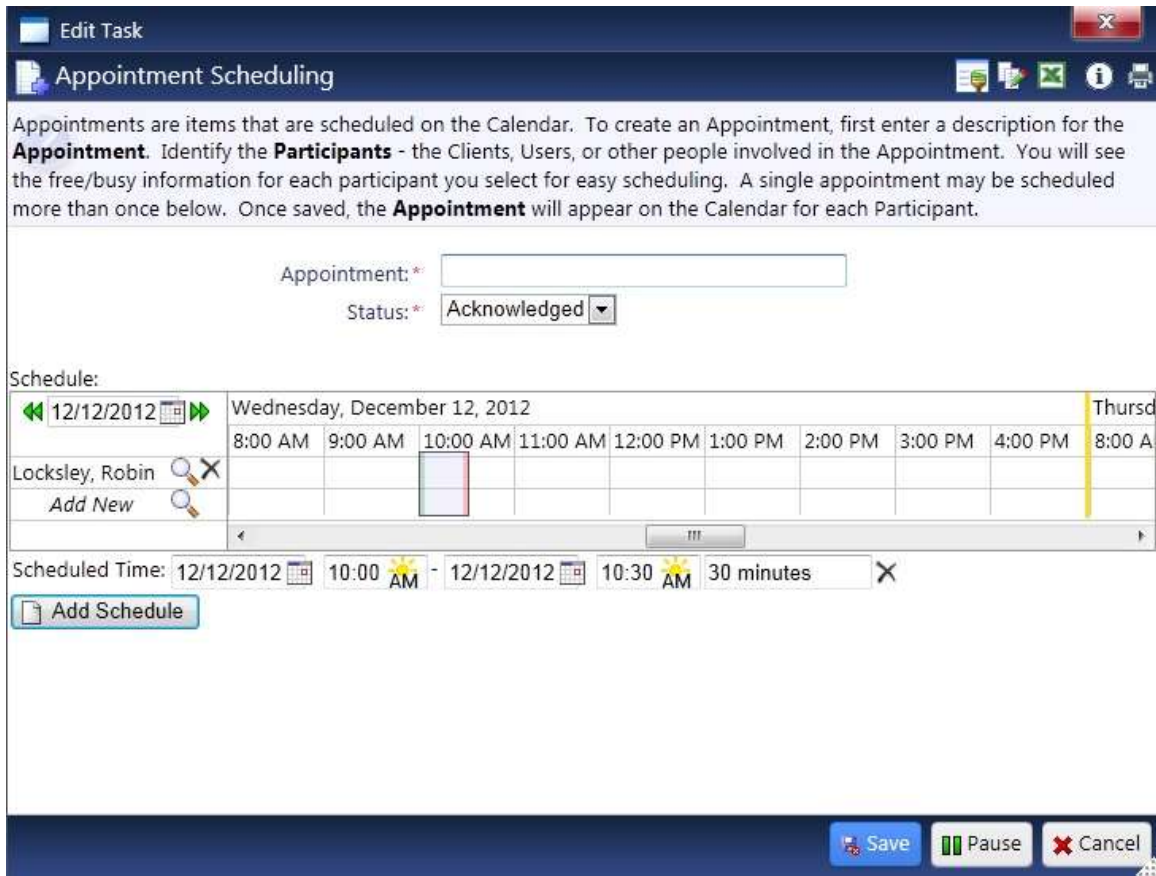 Edit Task
Appointment Scheduling
Appointments are items that are scheduled on the Calendar. To create an Appointment, first enter a description for the
Appointment. Identify the Participants - the Clients, Users, or other people involved in the Appointment. You will see
the free/busy information for each participant you select for easy scheduling. A single appointment may be scheduled
more than once below. Once saved, the Appointment will appear on the Calendar for each Participant.
Appointment:*
Status:* Acknowledged
Schedule:
12/12/2012 Wednesday, December 12, 2012 Thursd
8:00 AM 9:00 AM 10:00 AM 11:00 AM 12:00 PM 1:00 PM 2:00 PM 3:00 PM 4:00 PM 8:00 A
Locksley, Robin
Add New
Scheduled Time: 12/12/2012 10:00 AM - 12/12/2012 10:30 AM 30 minutes
Add Schedule
Save Pause Cancel